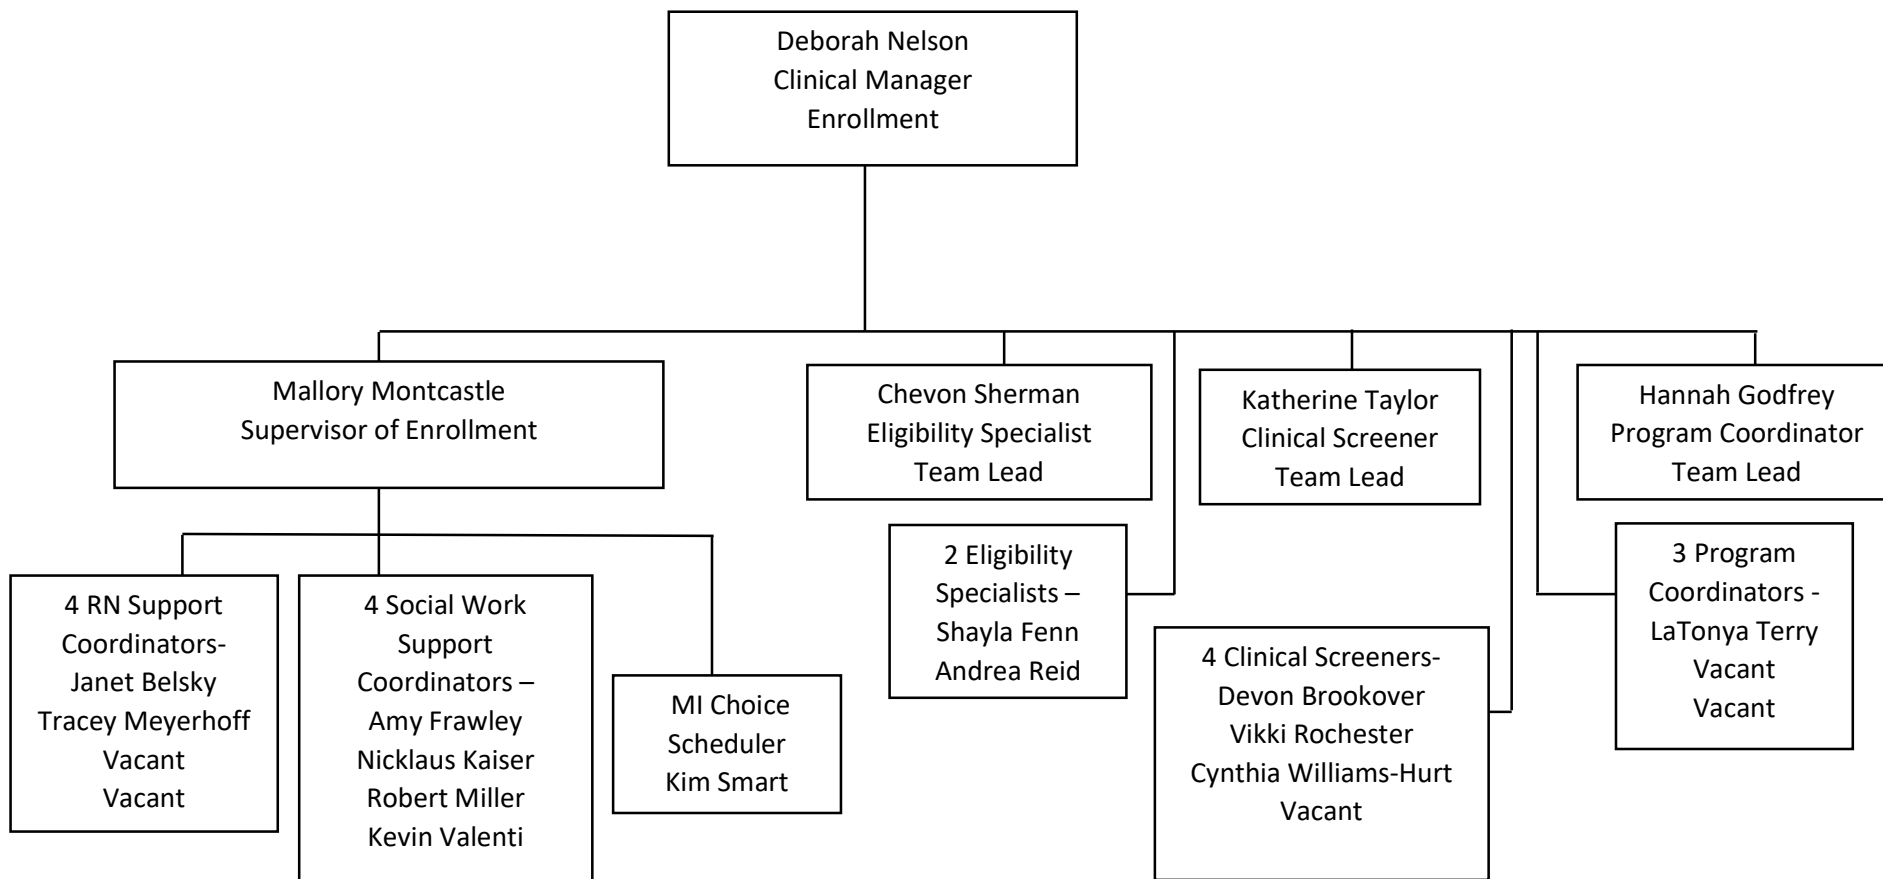 Deborah Nelson
Clinical Manager
Enrollment
Mallory Montcastle
Supervisor of Enrollment
Chevon Sherman
Eligibility Specialist
Team Lead
Katherine Taylor
Clinical Screener
Team Lead
Hannah Godfrey
Program Coordinator
Team Lead
4 RN Support
Coordinators-
Janet Belsky
Tracey Meyerhoff
Vacant
Vacant
4 Social Work
Support
Coordinators –
Amy Frawley
Nicklaus Kaiser
Robert Miller
Kevin Valenti
MI Choice
Scheduler
Kim Smart
2 Eligibility
Specialists –
Shayla Fenn
Andrea Reid
4 Clinical Screeners-
Devon Brookover
Vikki Rochester
Cynthia Williams-Hurt
Vacant
3 Program
Coordinators -
LaTonya Terry
Vacant
Vacant